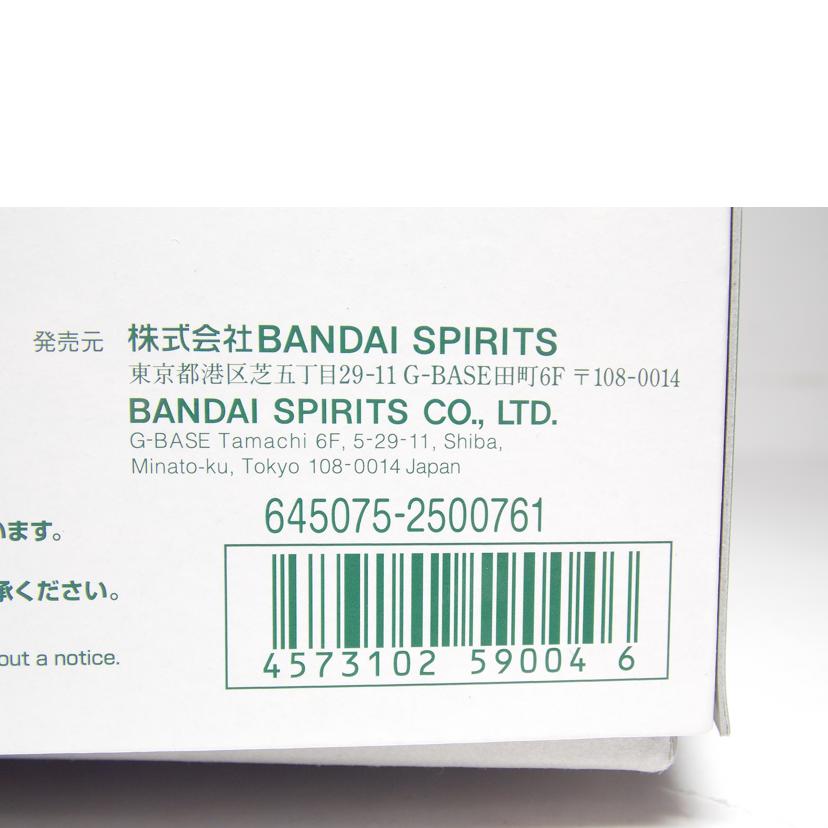 発売元 株式会社BANDAI SPIRITS
東京都港区芝五丁目29-11 G-BASE田町6F 〒108-0014
BANDAI SPIRITS CO., LTD.
G-BASE Tamachi 6F, 5-29-11, Shiba,
Minato-ku, Tokyo 108-0014 Japan
645075-2500761
います。
承ください。
out a notice.
4573102 59004 6